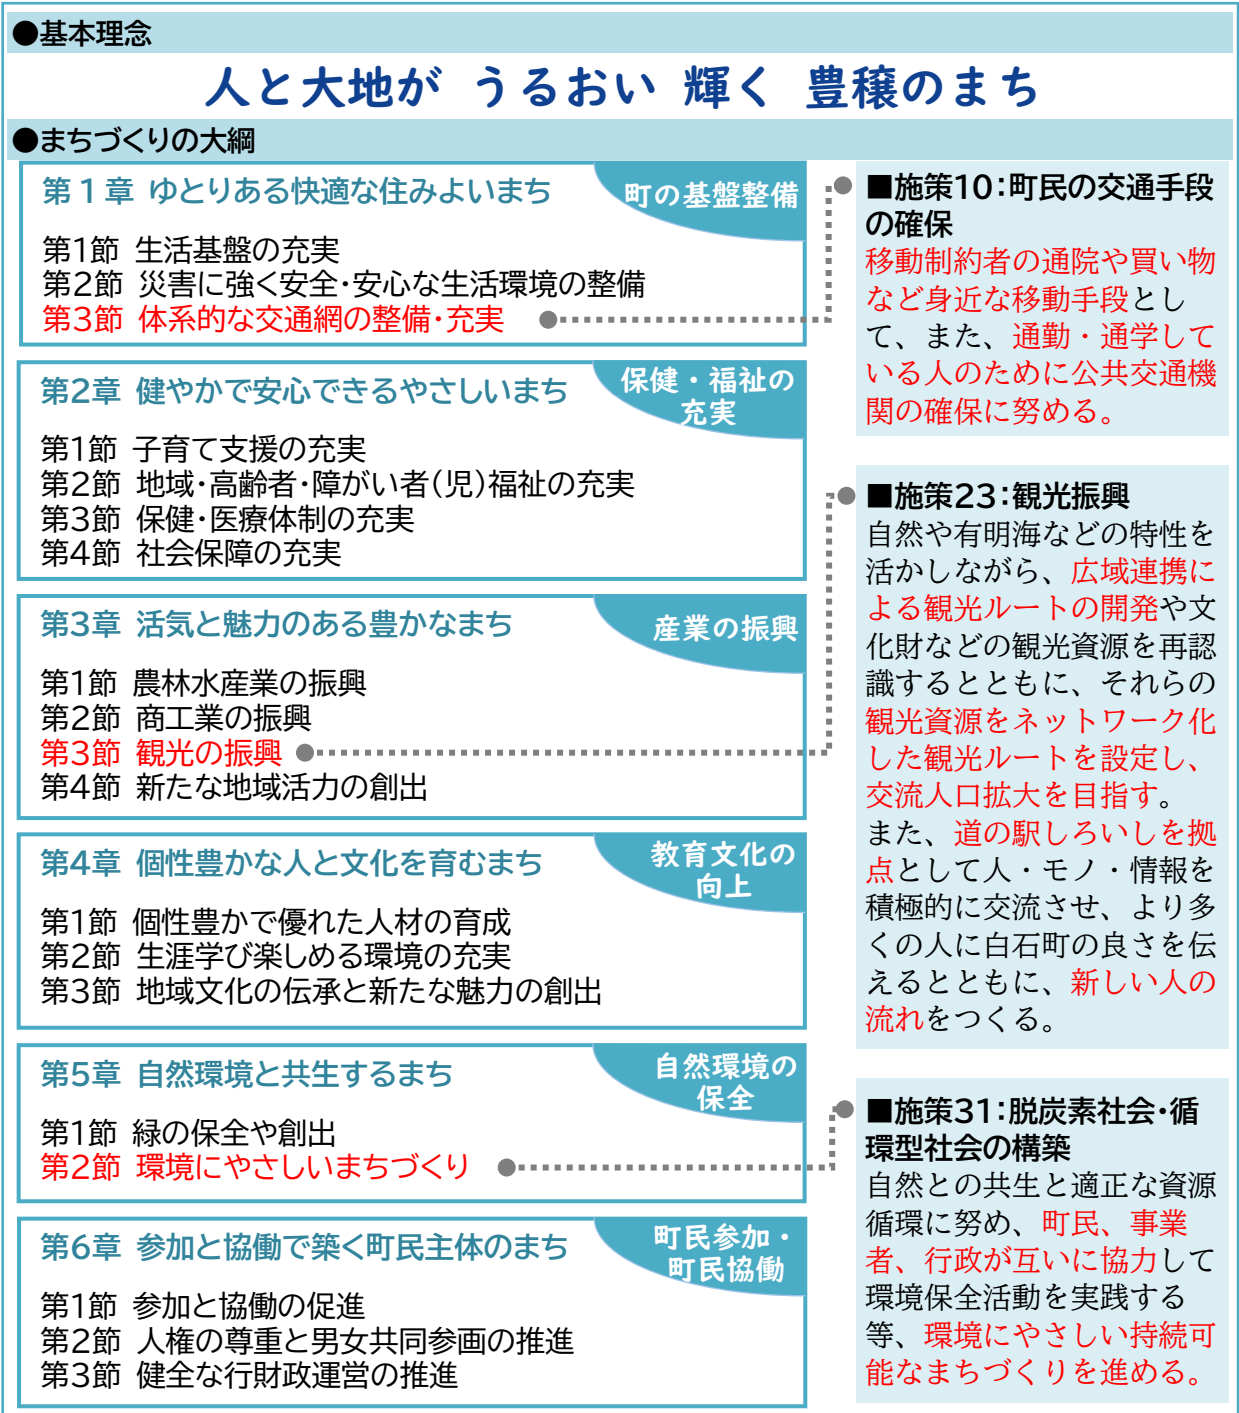 ●基本理念
人と大地が うるおい 輝く 豊穣のまち
●まちづくりの大綱
第1章 ゆとりある快適な住みよいまち
町の基盤整備
第1節 生活基盤の充実
第2節 災害に強く安全・安心な生活環境の整備
第3節 体系的な交通網の整備・充実
第2章 健やかで安心できるやさしいまち
保健・福祉の
充実
第1節 子育て支援の充実
第2節 地域・高齢者・障がい者(児)福祉の充実
第3節 保健・医療体制の充実
第4節 社会保障の充実
第3章 活気と魅力のある豊かなまち
産業の振興
第1節 農林水産業の振興
第2節 商工業の振興
第3節 観光の振興
第4節 新たな地域活力の創出
第4章 個性豊かな人と文化を育むまち
教育文化の
向上
第1節 個性豊かで優れた人材の育成
第2節 生涯学び楽しめる環境の充実
第3節 地域文化の伝承と新たな魅力の創出
第5章 自然環境と共生するまち
自然環境の
保全
第1節 緑の保全や創出
第2節 環境にやさしいまちづくり
第6章 参加と協働で築く町民主体のまち
町民参加・
町民協働
第1節 参加と協働の促進
第2節 人権の尊重と男女共同参画の推進
第3節 健全な行財政運営の推進
■施策10:町民の交通手段
の確保
移動制約者の通院や買い物
など身近な移動手段とし
て、また、通勤・通学して
いる人のために公共交通機
関の確保に努める。
■施策23:観光振興
自然や有明海などの特性を
活かしながら、広域連携に
よる観光ルートの開発や文
化財などの観光資源を再認
識するとともに、それらの
観光資源をネットワーク化
した観光ルートを設定し、
交流人口拡大を目指す。
また、道の駅しろいしを拠
点として人・モノ・情報を
積極的に交流させ、より多
くの人に白石町の良さを伝
えるとともに、新しい人の
流れをつくる。
■施策31:脱炭素社会・循
環型社会の構築
自然との共生と適正な資源
循環に努め、町民、事業
者、行政が互いに協力して
環境保全活動を実践する
等、環境にやさしい持続可
能なまちづくりを進める。